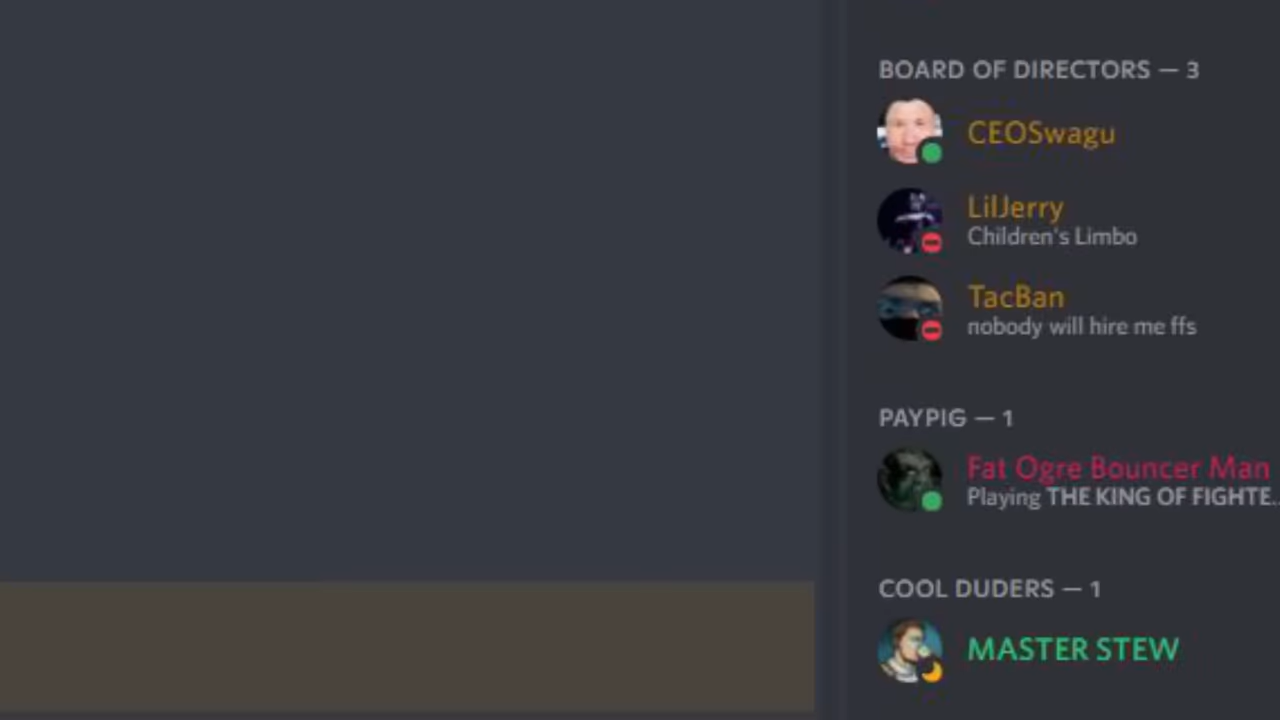 BOARD OF DIRECTORS — 3
CEOSwagu
LilJerry
Children's Limbo
TacBan
nobody will hire me ffs
PAYPIG — 1
Fat Ogre Bouncer Man
Playing THE KING OF FIGHTE...
COOL DUDERS — 1
MASTER STEW